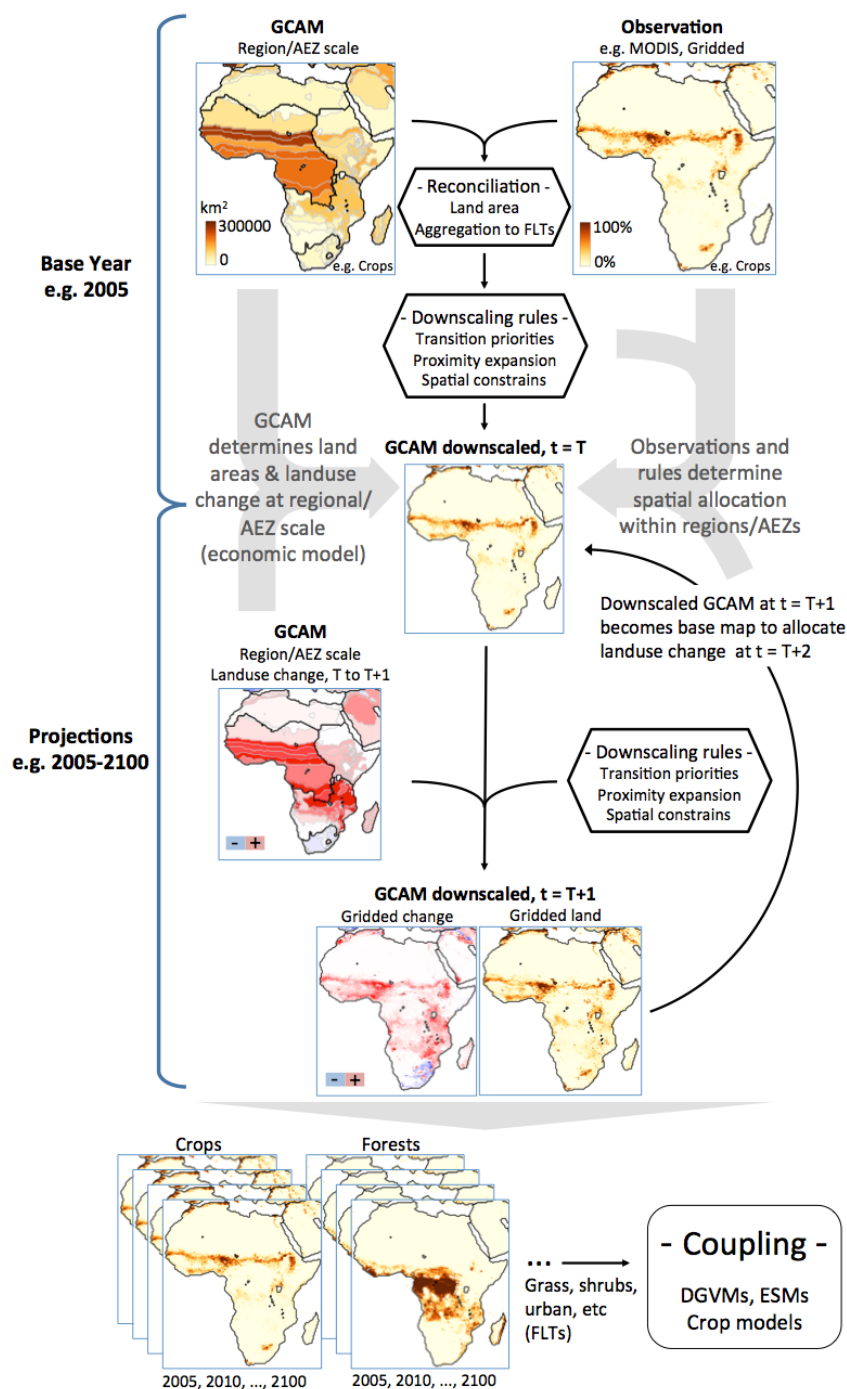 GCAM
Region/AEZ scale
Observation
e.g. MODIS, Gridded
km2
300000
0
e.g. Crops
- Reconciliation -
Land area
Aggregation to FLTs
100%
0%
e.g. Crops
Base Year
e.g. 2005
- Downscaling rules -
Transition priorities
Proximity expansion
Spatial constrains
GCAM
determines land
areas & landuse
change at regional/
AEZ scale
(economic model)
GCAM downscaled, t = T
Observations and
rules determine
spatial allocation
within regions/AEZs
Downscaled GCAM at t = T+1
becomes base map to allocate
landuse change at t = T+2
GCAM
Region/AEZ scale
Landuse change, T to T+1
- +
Projections
e.g. 2005-2100
- Downscaling rules -
Transition priorities
Proximity expansion
Spatial constrains
GCAM downscaled, t = T+1
Gridded change
Gridded land
- +
Crops
Forests
2005, 2010, ..., 2100
2005, 2010, ..., 2100
...
Grass, shrubs,
urban, etc
(FLTs)
- Coupling -
DGVMs, ESMs
Crop models